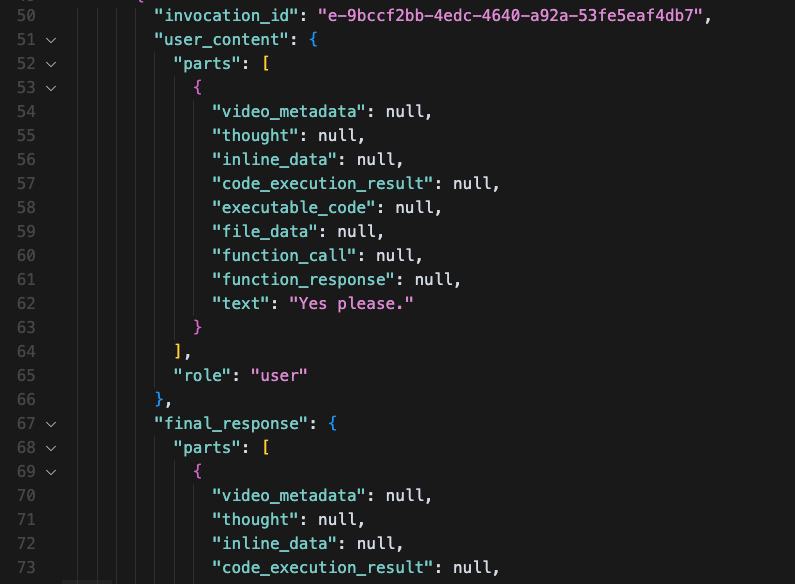 50 "invocation_id": "e-9bccf2bb-4edc-4640-a92a-53fe5eaf4db7",
51 "user_content": {
52 "parts": [
53 {
54 "video_metadata": null,
55 "thought": null,
56 "inline_data": null,
57 "code_execution_result": null,
58 "executable_code": null,
59 "file_data": null,
60 "function_call": null,
61 "function_response": null,
62 "text": "Yes please."
63 }
64 ],
65 "role": "user"
66 },
67 "final_response": {
68 "parts": [
69 {
70 "video_metadata": null,
71 "thought": null,
72 "inline_data": null,
73 "code_execution_result": null,